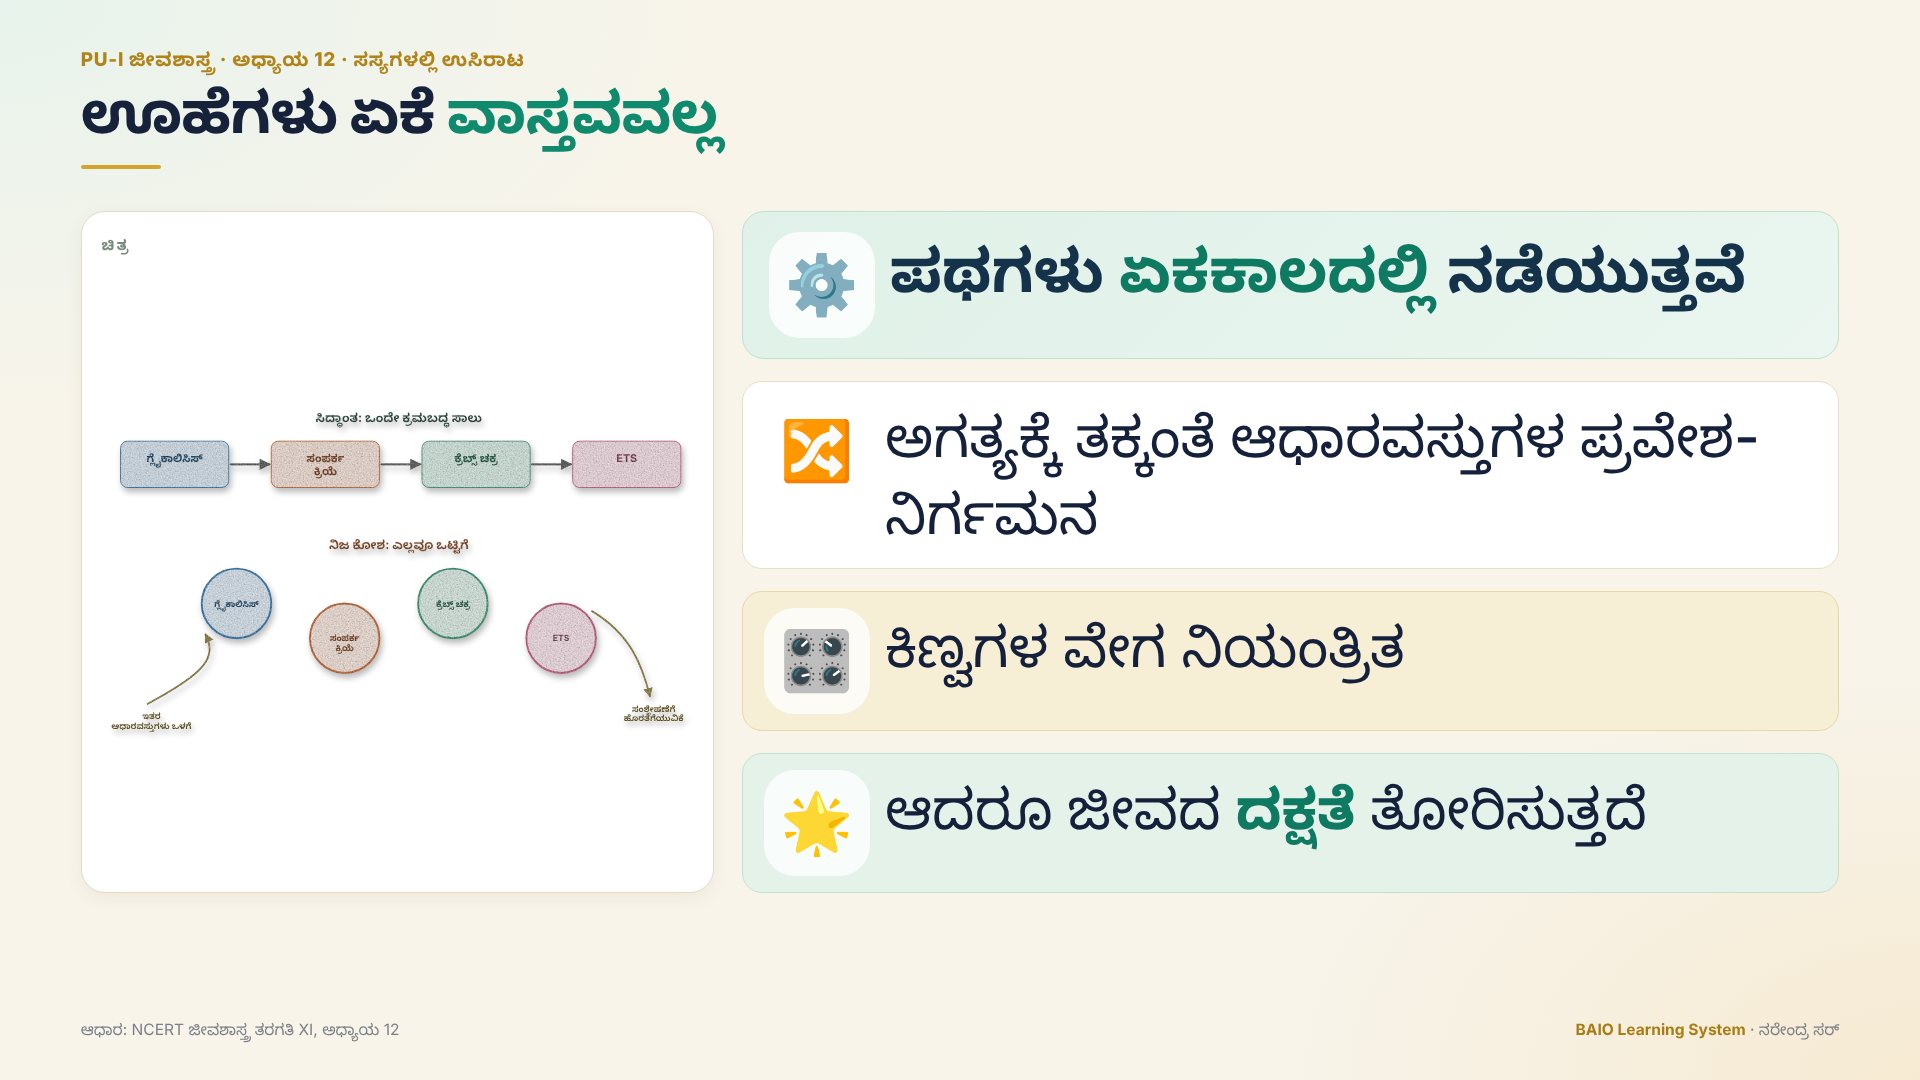 PU-I ಜೀವಶಾಸ್ತ್ರ · ಅಧ್ಯಾಯ 12 · ಸಸ್ಯಗಳಲ್ಲಿ ಉಸಿರಾಟ
ಊಹೆಗಳು ಏಕೆ ವಾಸ್ತವವಲ್ಲ
ಚಿತ್ರ
ಸಿದ್ಧಾಂತ: ಒಂದೇ ಕ್ರಮಬದ್ಧ ಸಾಲು
ಗ್ಲೈಕಾಲಿಸಿಸ್
ಸಂಪರ್ಕ
ಕ್ರಿಯೆ
ಕ್ರೆಬ್ಸ್ ಚಕ್ರ
ETS
ನಿಜ ಕೋಶ: ಎಲ್ಲವೂ ಒಟ್ಟಿಗೆ
ಗ್ಲೈಕಾಲಿಸಿಸ್
ಸಂಪರ್ಕ
ಕ್ರಿಯೆ
ಕ್ರೆಬ್ಸ್ ಚಕ್ರ
ETS
ಇತರ
ಆಧಾರವಸ್ತುಗಳು ಒಳಗೆ
ಸಂಶ್ಲೇಷಣೆಗೆ
ಹೊರತೆಗೆಯುವಿಕೆ
ಪಥಗಳು ಏಕಕಾಲದಲ್ಲಿ ನಡೆಯುತ್ತವೆ
ಅಗತ್ಯಕ್ಕೆ ತಕ್ಕಂತೆ ಆಧಾರವಸ್ತುಗಳ ಪ್ರವೇಶ-
ನಿರ್ಗಮನ
ಕಿಣ್ವಗಳ ವೇಗ ನಿಯಂತ್ರಿತ
ಆದರೂ ಜೀವದ ದಕ್ಷತೆ ತೋರಿಸುತ್ತದೆ
ಆಧಾರ: NCERT ಜೀವಶಾಸ್ತ್ರ ತರಗತಿ XI, ಅಧ್ಯಾಯ 12
BAIO Learning System · ನರೇಂದ್ರ ಸರ್